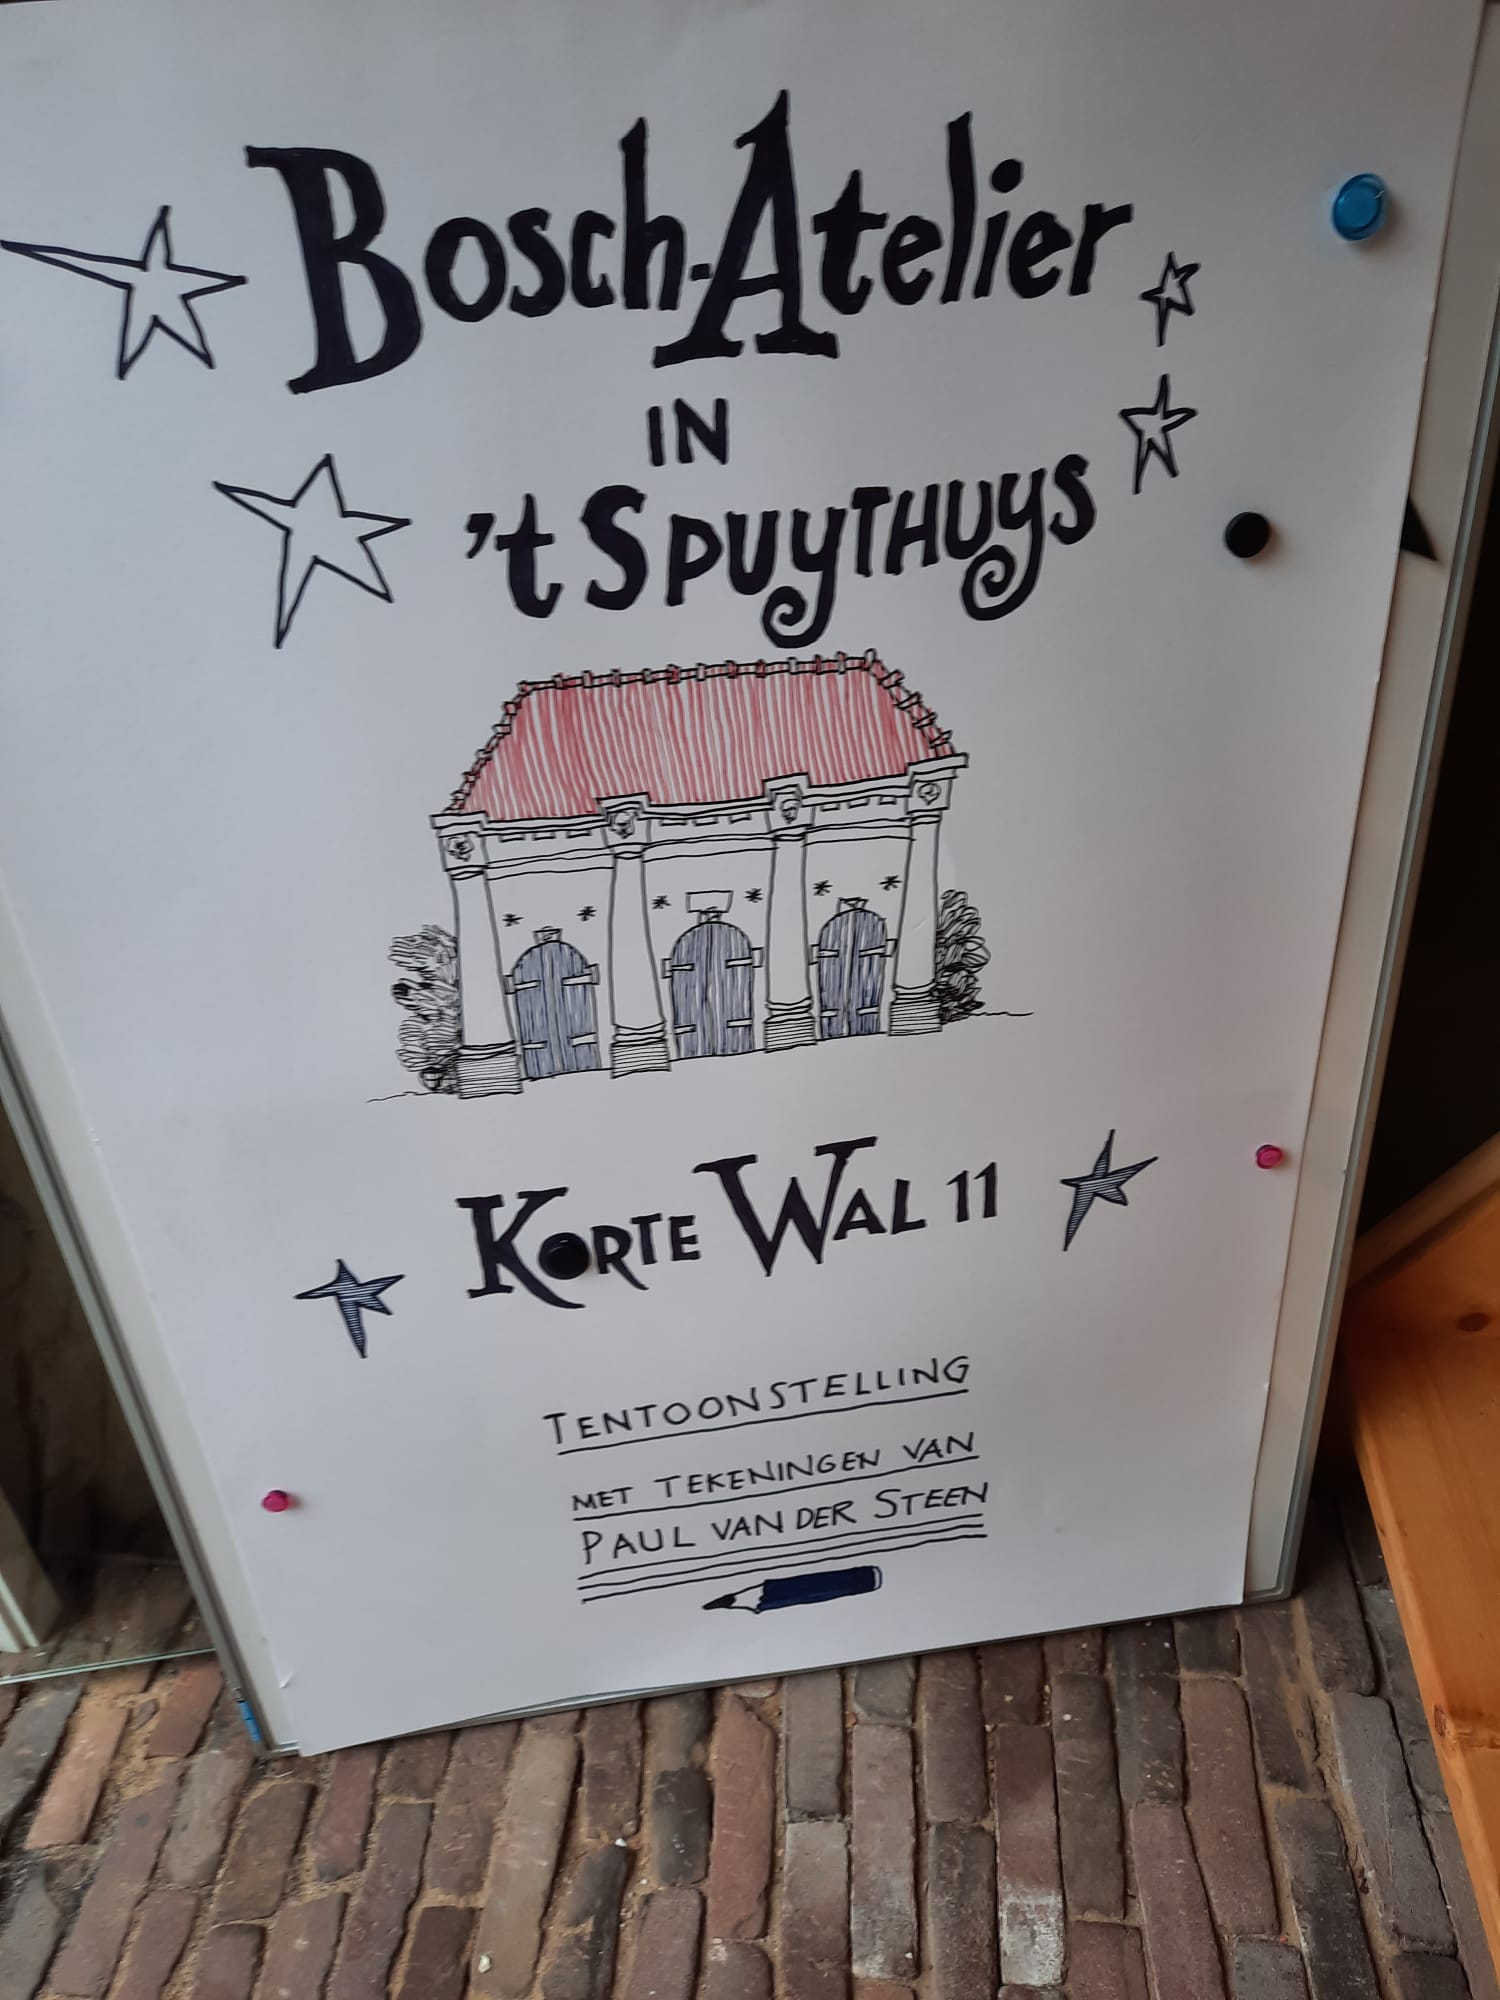 Bosch-Atelier
IN
't SPUYTHUYS
KORTE WAL 11
TENTOONSTELLING
MET TEKENINGEN VAN
PAUL VAN DER STEEN